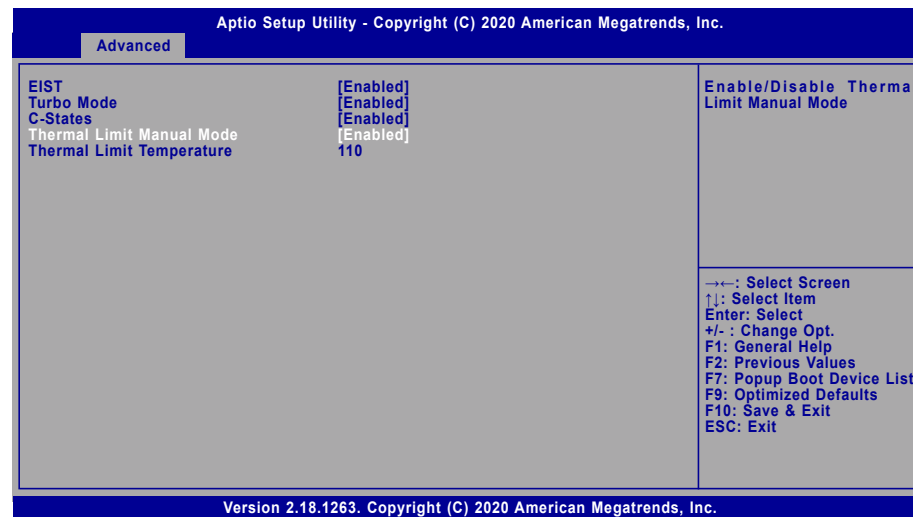 Aptio Setup Utility - Copyright (C) 2020 American Megatrends, Inc.
Advanced
EIST [Enabled]
Turbo Mode [Enabled]
C-States [Enabled]
Thermal Limit Manual Mode [Enabled]
Thermal Limit Temperature 110
Enable/Disable Therma
Limit Manual Mode
→←: Select Screen
↑↓: Select Item
Enter: Select
+/- : Change Opt.
F1: General Help
F2: Previous Values
F7: Popup Boot Device List
F9: Optimized Defaults
F10: Save & Exit
ESC: Exit
Version 2.18.1263. Copyright (C) 2020 American Megatrends, Inc.